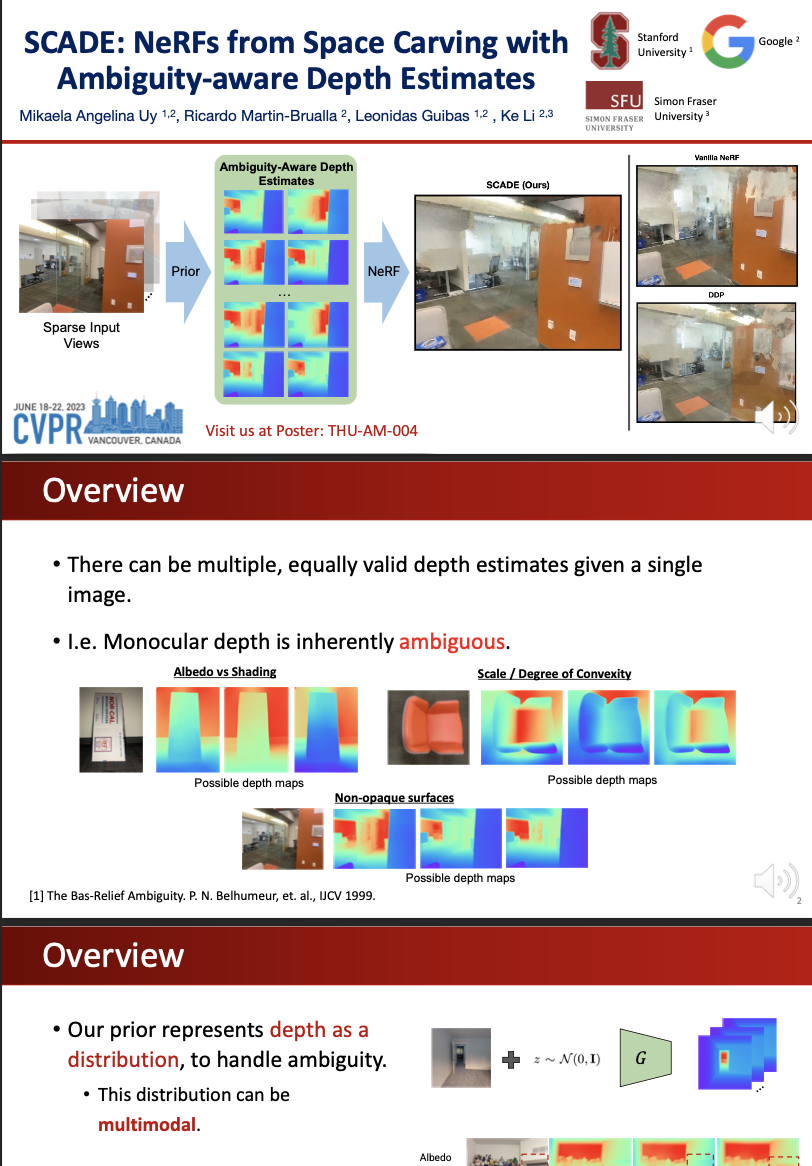 SCADE: NeRFs from Space Carving with
Ambiguity-aware Depth Estimates
Mikaela Angelina Uy 1,2, Ricardo Martin-Brualla 2, Leonidas Guibas 1,2 , Ke Li 2,3
Stanford
University 1
Google 2
SFU
SIMON FRASER
UNIVERSITY
Simon Fraser
University 3
Sparse Input
Views
Prior
Ambiguity-Aware Depth
Estimates
...
NeRF
SCADE (Ours)
Vanilla NeRF
DDP
JUNE 18-22, 2023
CVPR
VANCOUVER, CANADA
Visit us at Poster: THU-AM-004
Overview
• There can be multiple, equally valid depth estimates given a single
image.
• I.e. Monocular depth is inherently ambiguous.
Albedo vs Shading
NOR-CAL
Possible depth maps
Scale / Degree of Convexity
Possible depth maps
Non-opaque surfaces
Possible depth maps
[1] The Bas-Relief Ambiguity. P. N. Belhumeur, et. al., IJCV 1999.
2
Overview
• Our prior represents depth as a
distribution, to handle ambiguity.
• This distribution can be
multimodal.
z ~ N(0, I)
G
Albedo